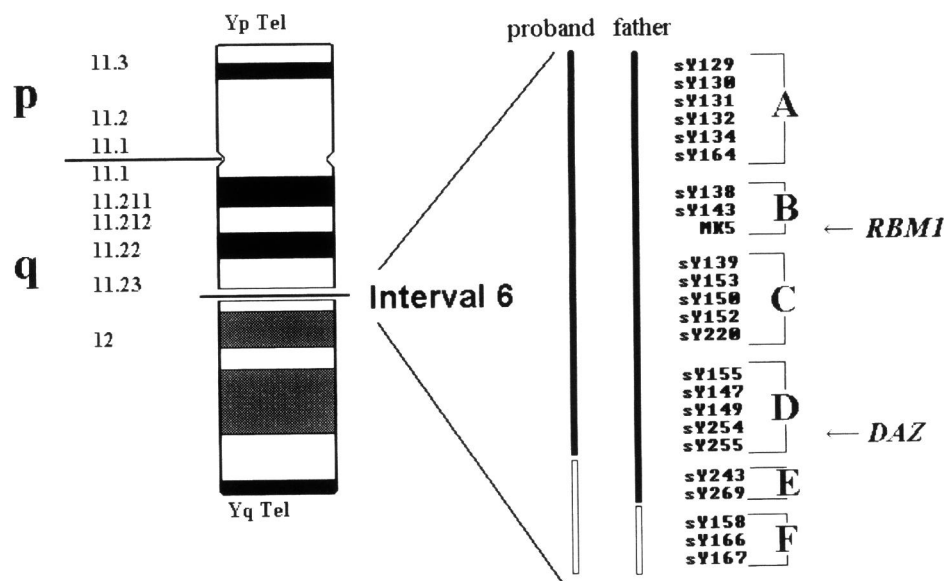 Yp Tel
p
11.3
11.2
11.1
11.1
11.211
11.212
11.22
q
11.23
12
Yq Tel
Interval 6
proband father
sY129
sY130
sY131
sY132
sY134
sY164
A
sY138
sY143
MK5
B
← RBM1
sY139
sY153
sY150
sY152
sY220
C
sY155
sY147
sY149
sY254
sY255
D
← DAZ
sY243
sY269
E
sY158
sY166
sY167
F